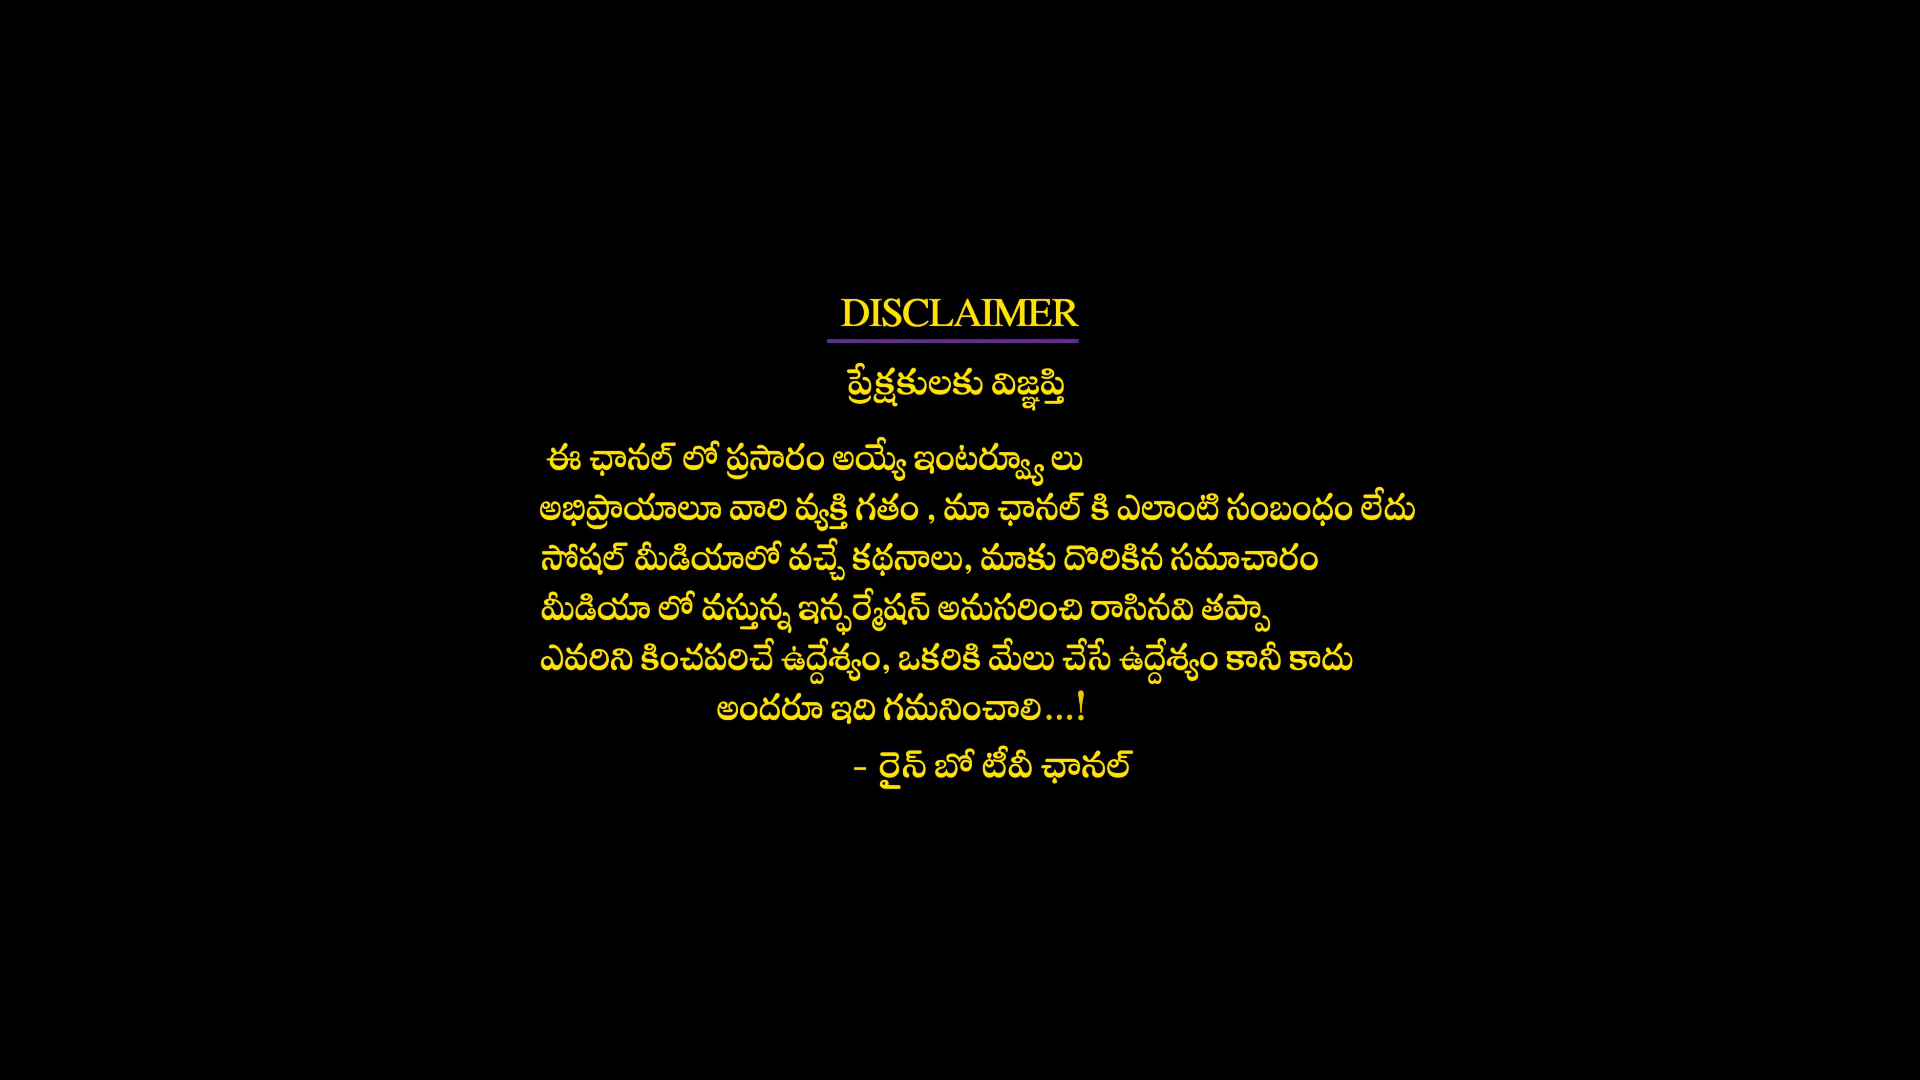 DISCLAIMER
ప్రేక్షకులకు విజ్ఞప్తి
ఈ ఛానల్ లో ప్రసారం అయ్యే ఇంటర్వ్యూ లు
అభిప్రాయాలూ వారి వ్యక్తి గతం , మా ఛానల్ కి ఎలాంటి సంబంధం లేదు
సోషల్ మీడియాలో వచ్చే కథనాలు, మాకు దొరికిన సమాచారం
మీడియా లో వస్తున్న ఇన్ఫర్మేషన్ అనుసరించి రాసినవి తప్పా
ఎవరిని కించపరిచే ఉద్దేశ్యం, ఒకరికి మేలు చేసే ఉద్దేశ్యం కానీ కాదు
అందరూ ఇది గమనించాలి...!
- రైన్ బో టీవీ ఛానల్